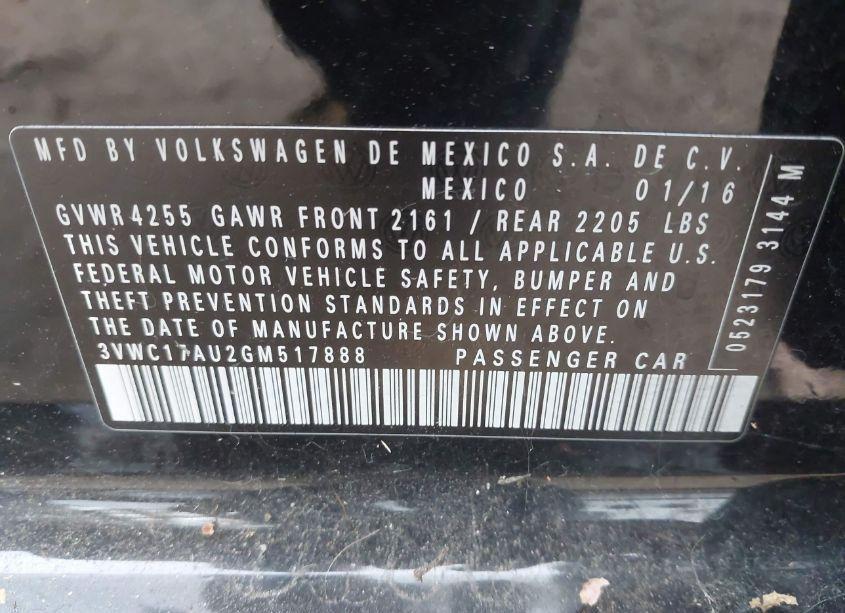 MFD BY VOLKSWAGEN DE MEXICO S.A. DE C.V.
MEXICO 01/16
GVWR 4255 GAWR FRONT 2161 / REAR 2205 LBS
THIS VEHICLE CONFORMS TO ALL APPLICABLE U.S.
FEDERAL MOTOR VEHICLE SAFETY, BUMPER AND
THEFT PREVENTION STANDARDS IN EFFECT ON
THE DATE OF MANUFACTURE SHOWN ABOVE.
3VWC17AU2GM517888 PASSENGER CAR
0523179 3144 M